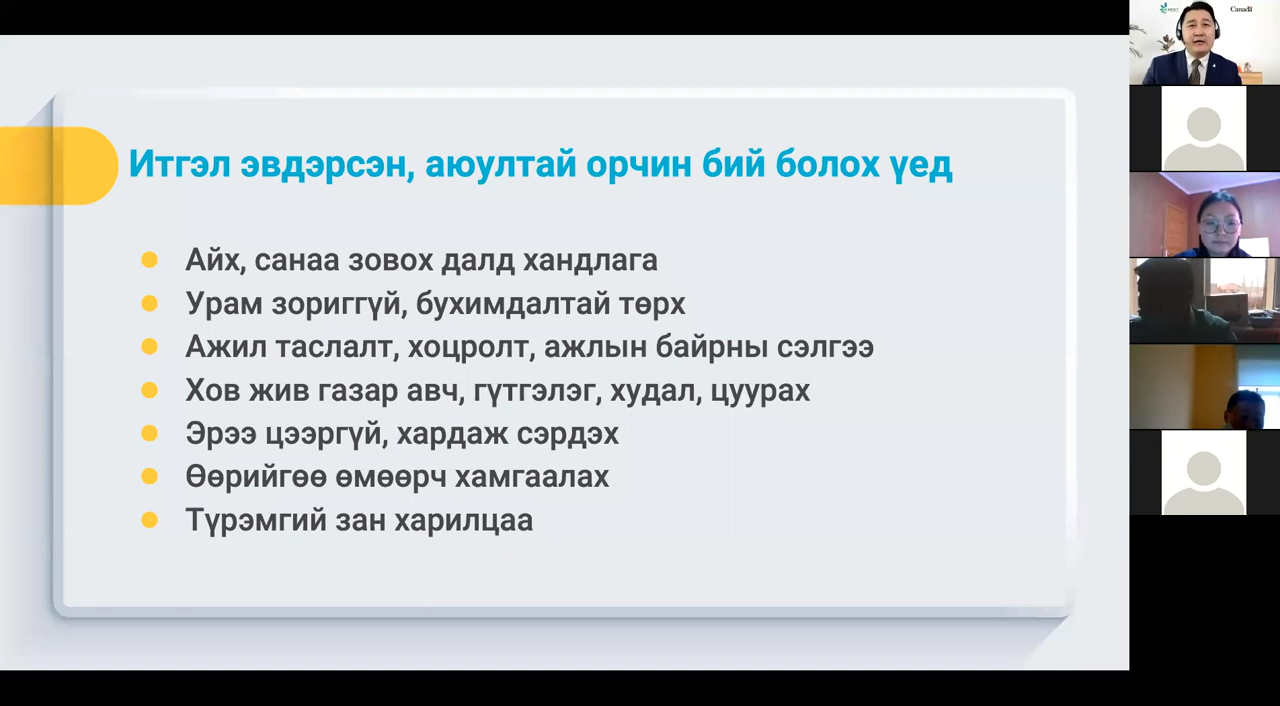 Итгэл эвдэрсэн, аюултай орчин бий болох үед
Айх, санаа зовох далд хандлага
Урам зориггүй, бухимдалтай төрх
Ажил таслалт, хоцролт, ажлын байрны сэлгээ
Хов жив газар авч, гүтгэлэг, худал, цуурах
Эрээ цээргүй, хардаж сэрдэх
Өөрийгөө өмөөрч хамгаалах
Түрэмгий зан харилцаа
Canada